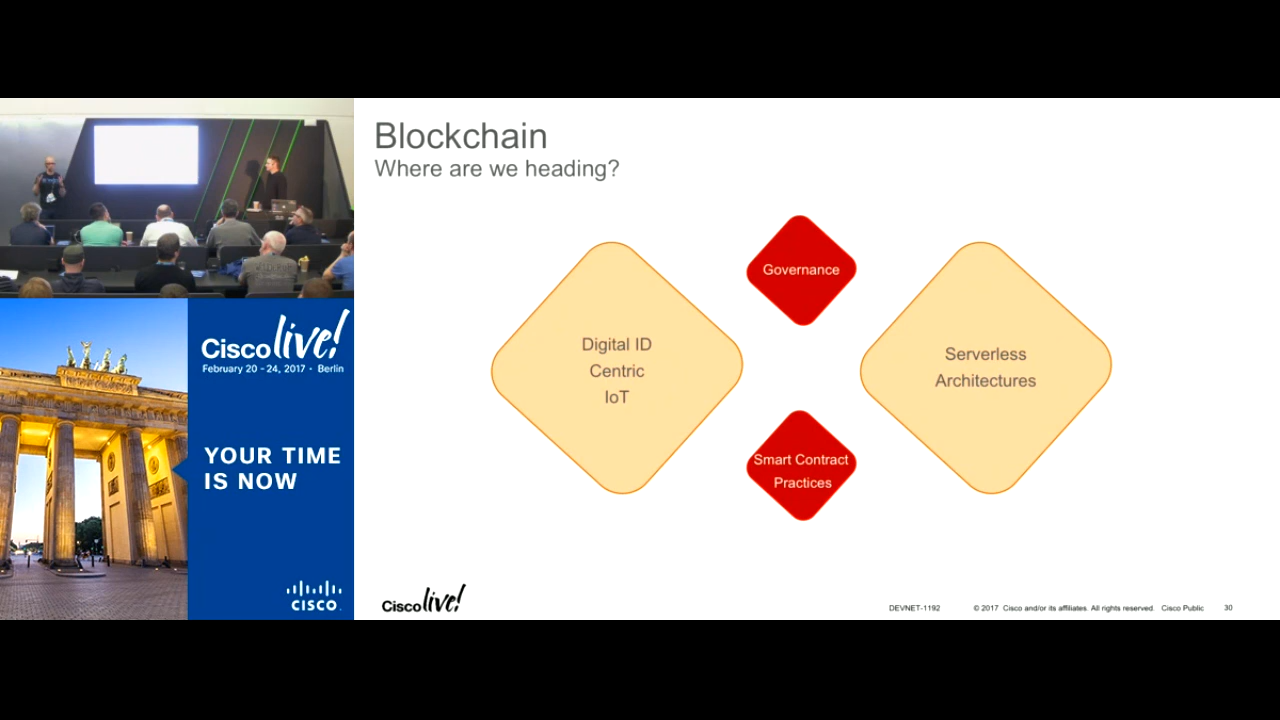 Blockchain
Where are we heading?
Governance
Digital ID
Centric
IoT
Serverless
Architectures
Smart Contract
Practices
Cisco live!
February 20 - 24, 2017 • Berlin
YOUR TIME
IS NOW
CISCO
Cisco live!
DEVNET-1192 © 2017 Cisco and/or its affiliates. All rights reserved. Cisco Public 30